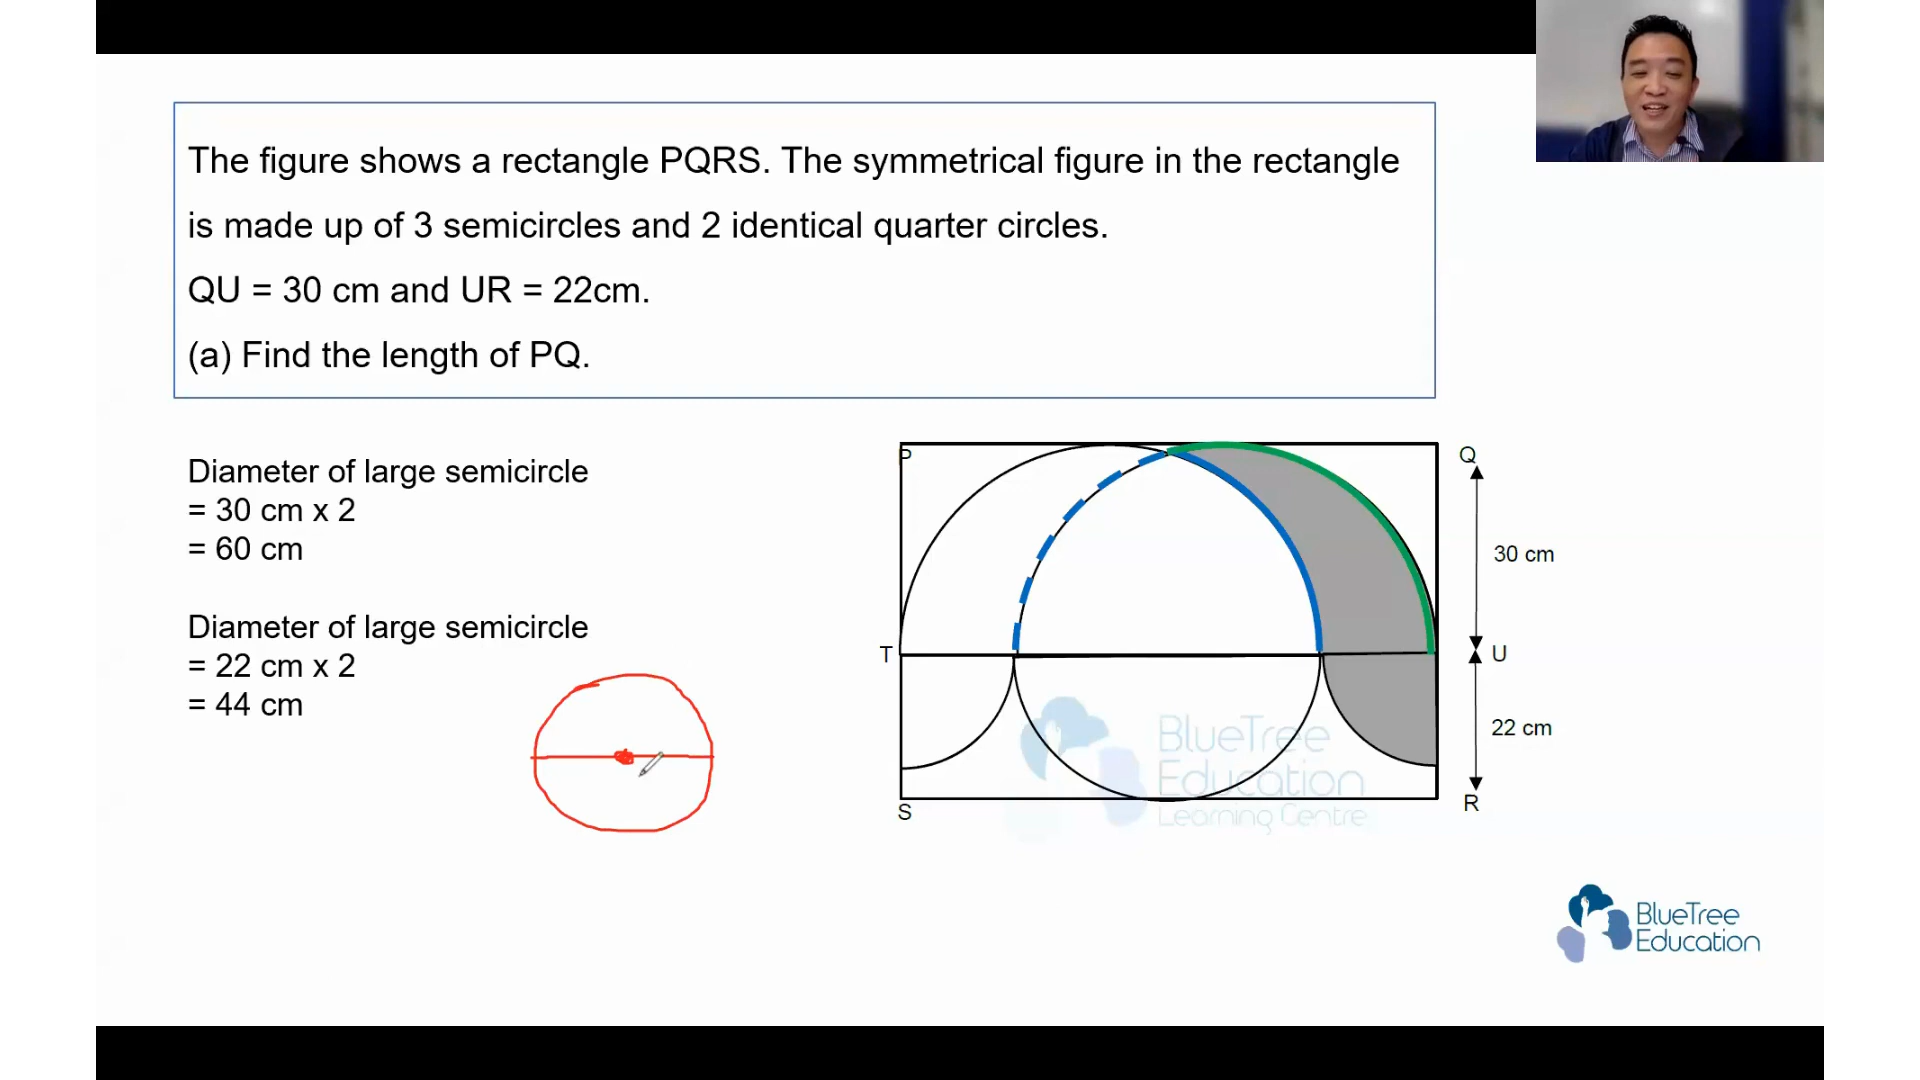 The figure shows a rectangle PQRS. The symmetrical figure in the rectangle
is made up of 3 semicircles and 2 identical quarter circles.
QU = 30 cm and UR = 22cm.
(a) Find the length of PQ.
Diameter of large semicircle
= 30 cm x 2
= 60 cm
Diameter of large semicircle
= 22 cm x 2
= 44 cm
P
Q
30 cm
T
U
22 cm
S
R
BlueTree
Education
Learning Centre
BlueTree
Education